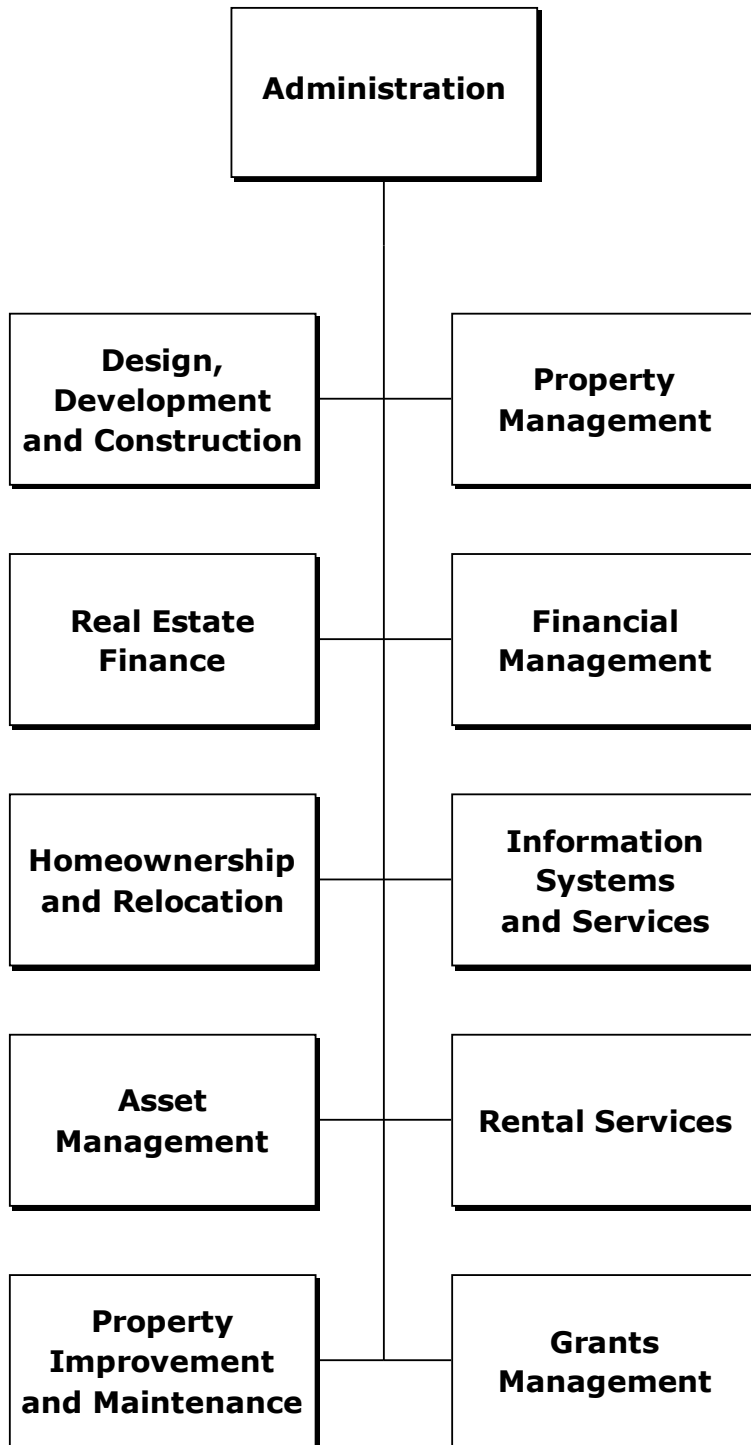 Administration
Design,
Development
and Construction
Property
Management
Real Estate
Finance
Financial
Management
Homeownership
and Relocation
Information
Systems
and Services
Asset
Management
Rental Services
Property
Improvement
and Maintenance
Grants
Management